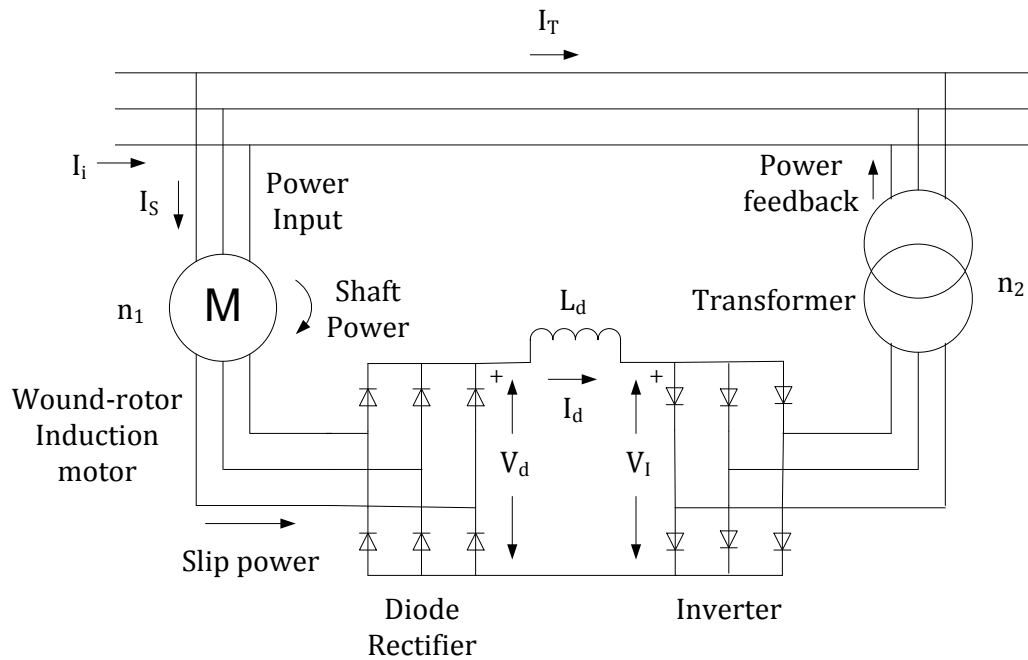 I_T
I_i
I_S
Power
Input
Power
feedback
n_1
M
Shaft
Power
L_d
Transformer
n_2
Wound-rotor
Induction
motor
+
I_d
+
V_d
V_I
Slip power
Diode
Rectifier
Inverter